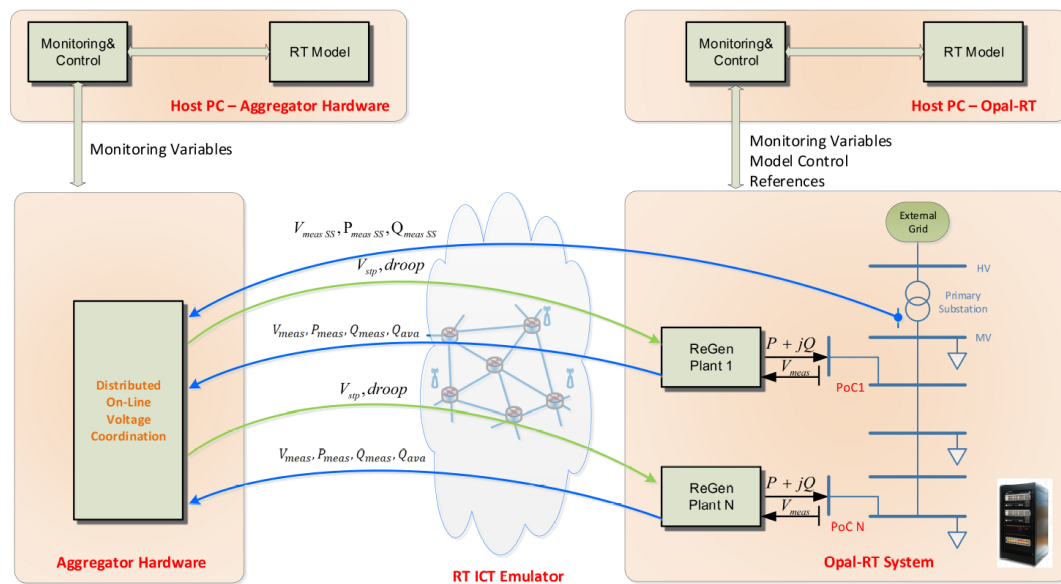 Monitoring&
Control
RT Model
Host PC – Aggregator Hardware
Monitoring&
Control
RT Model
Host PC – Opal-RT
Monitoring Variables
Monitoring Variables
Model Control
References
V_meas SS, P_meas SS, Q_meas SS
V_stp, droop
V_meas, P_meas, Q_meas, Q_ava
V_stp, droop
V_meas, P_meas, Q_meas, Q_ava
Distributed
On-Line
Voltage
Coordination
Aggregator Hardware
RT ICT Emulator
External
Grid
HV
Primary
Substation
MV
ReGen
Plant 1
P + jQ
V_meas
PoC1
ReGen
Plant N
P + jQ
V_meas
PoC N
Opal-RT System